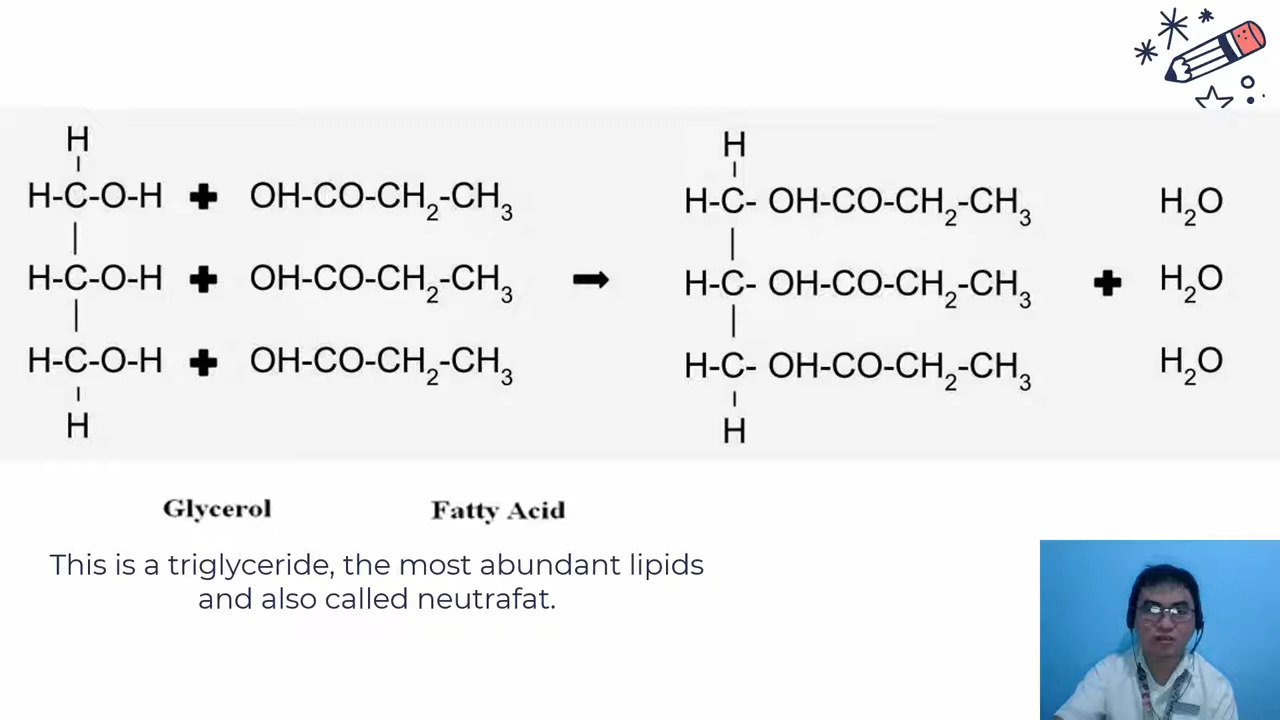 H H
H-C-O-H + OH-CO-CH₂-CH₃ H-C- OH-CO-CH₂-CH₃ H₂O
H-C-O-H + OH-CO-CH₂-CH₃ ➡ H-C- OH-CO-CH₂-CH₃ + H₂O
H-C-O-H + OH-CO-CH₂-CH₃ H-C- OH-CO-CH₂-CH₃ H₂O
H H
Glycerol Fatty Acid
This is a triglyceride, the most abundant lipids
and also called neutrafat.